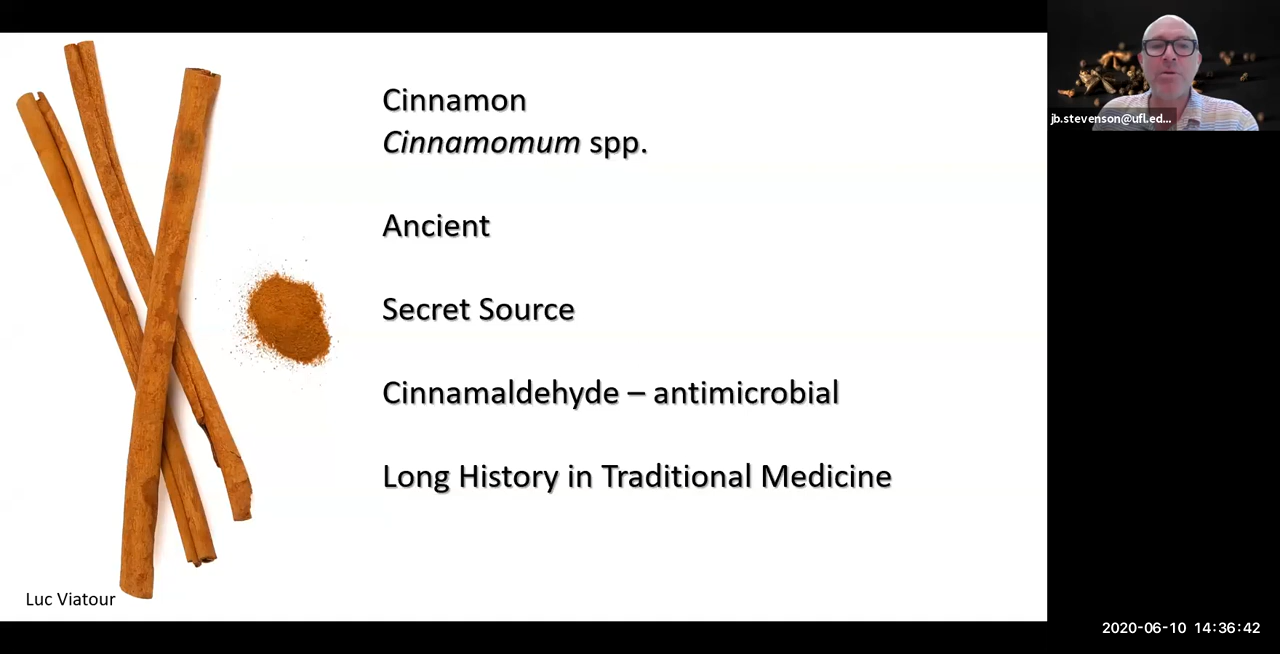 Cinnamon
Cinnamomum spp.
Ancient
Secret Source
Cinnamaldehyde – antimicrobial
Long History in Traditional Medicine
Luc Viatour
jb.stevenson@ufl.ed...
2020-06-10 14:36:42